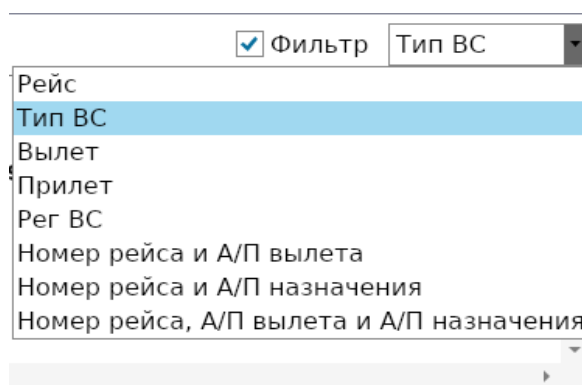 Фильтр Тип ВС
Рейс
Тип ВС
Вылет
Прилет
Рег ВС
Номер рейса и А/П вылета
Номер рейса и А/П назначения
Номер рейса, А/П вылета и А/П назначения